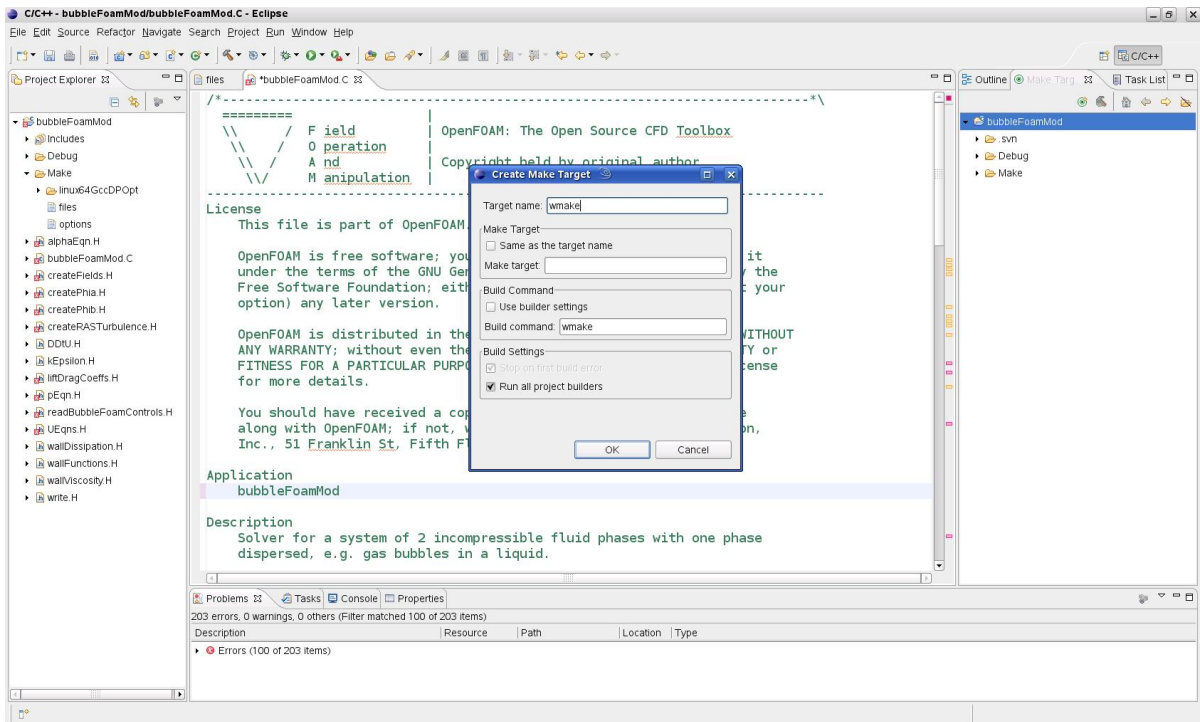 C/C++ - bubbleFoamMod/bubbleFoamMod.C - Eclipse
File Edit Source Refactor Navigate Search Project Run Window Help
C/C++
Project Explorer
files
*bubbleFoamMod.C
Outline
Make Targ
Task List
bubbleFoamMod
Includes
Debug
Make
linux64GccDPOpt
files
options
alphaEqn.H
bubbleFoamMod.C
createFields.H
createPhia.H
createPhib.H
createRASTurbulence.H
DDtU.H
kEpsilon.H
liftDragCoeffs.H
pEqn.H
readBubbleFoamControls.H
UEqns.H
wallDissipation.H
wallFunctions.H
wallViscosity.H
write.H
/*---------------------------------------------------------------------------*\
========= |
\\ / F ield | OpenFOAM: The Open Source CFD Toolbox
\\ / O peration |
\\ / A nd | Copyright held by original author
\\/ M anipulation |
-------------------------------------------------------------------------------
License
This file is part of OpenFOAM.
OpenFOAM is free software; you it
under the terms of the GNU Gen the
Free Software Foundation; eith your
option) any later version.
OpenFOAM is distributed in the WITHOUT
ANY WARRANTY; without even the TY or
FITNESS FOR A PARTICULAR PURPO cense
for more details.
You should have received a cop
along with OpenFOAM; if not, w on,
Inc., 51 Franklin St, Fifth Fl
Application
bubbleFoamMod
Description
Solver for a system of 2 incompressible fluid phases with one phase
dispersed, e.g. gas bubbles in a liquid.
Create Make Target
Target name: wmake
Make Target
Same as the target name
Make target:
Build Command
Use builder settings
Build command: wmake
Build Settings
Stop on first build error
Run all project builders
OK
Cancel
bubbleFoamMod
.svn
Debug
Make
Problems
Tasks
Console
Properties
203 errors, 0 warnings, 0 others (Filter matched 100 of 203 items)
Description Resource Path Location Type
Errors (100 of 203 items)